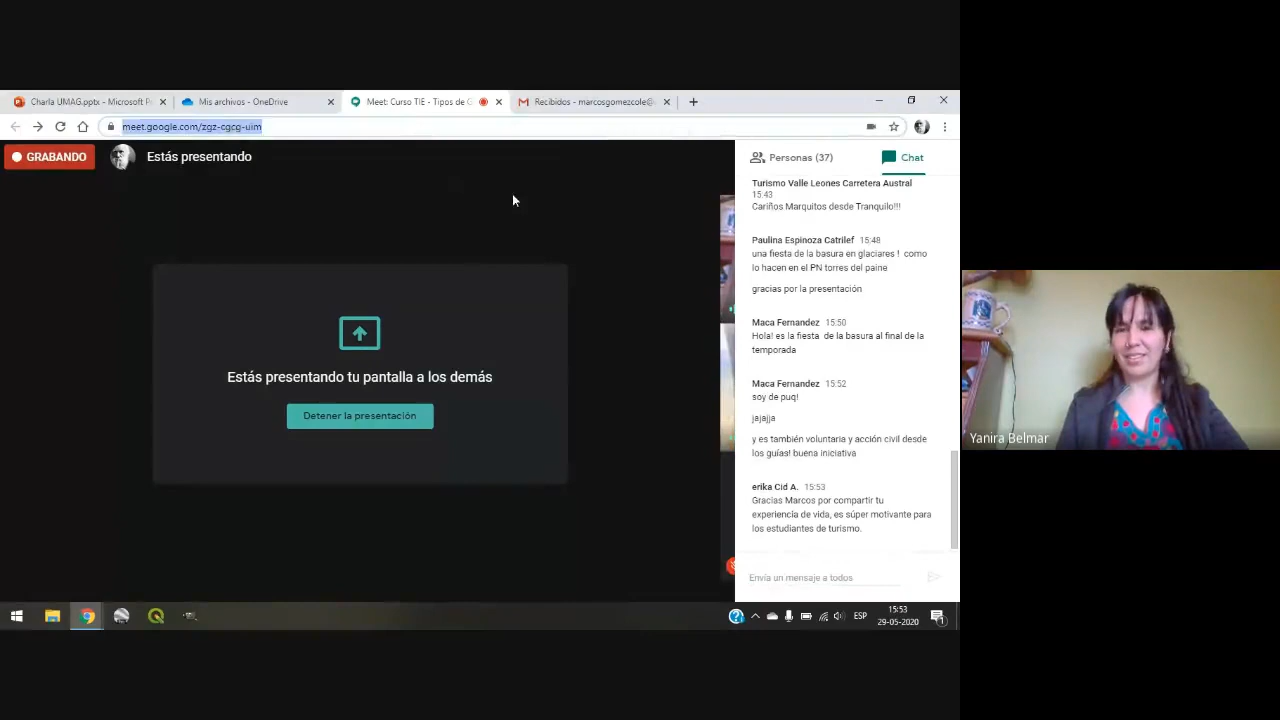 Charla UMAG.pptx - Microsoft P
Mis archivos - OneDrive
Meet: Curso TIE - Tipos de G
Recibidos - marcosgomezcole@
meet.google.com/zgz-cgcg-uim
GRABANDO
Estás presentando
Personas (37)
Chat
Estás presentando tu pantalla a los demás
Detener la presentación
Turismo Valle Leones Carretera Austral
15:43
Cariños Marquitos desde Tranquilo!!!
Paulina Espinoza Catrilef 15:48
una fiesta de la basura en glaciares ! como
lo hacen en el PN torres del paine
gracias por la presentación
Maca Fernandez 15:50
Hola! es la fiesta de la basura al final de la
temporada
Maca Fernandez 15:52
soy de puq!
jajajja
y es también voluntaria y acción civil desde
los guías! buena iniciativa
erika Cid A. 15:53
Gracias Marcos por compartir tu
experiencia de vida, es súper motivante para
los estudiantes de turismo.
Envía un mensaje a todos
Yanira Belmar
ESP
15:53
29-05-2020
1